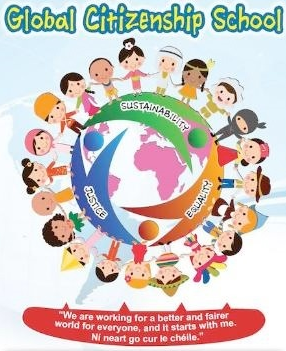 Global Citizenship School
SUSTAINABILITY
JUSTICE
EQUALITY
"We are working for a better and fairer
world for everyone, and it starts with me.
Ní neart go cur le chéile."